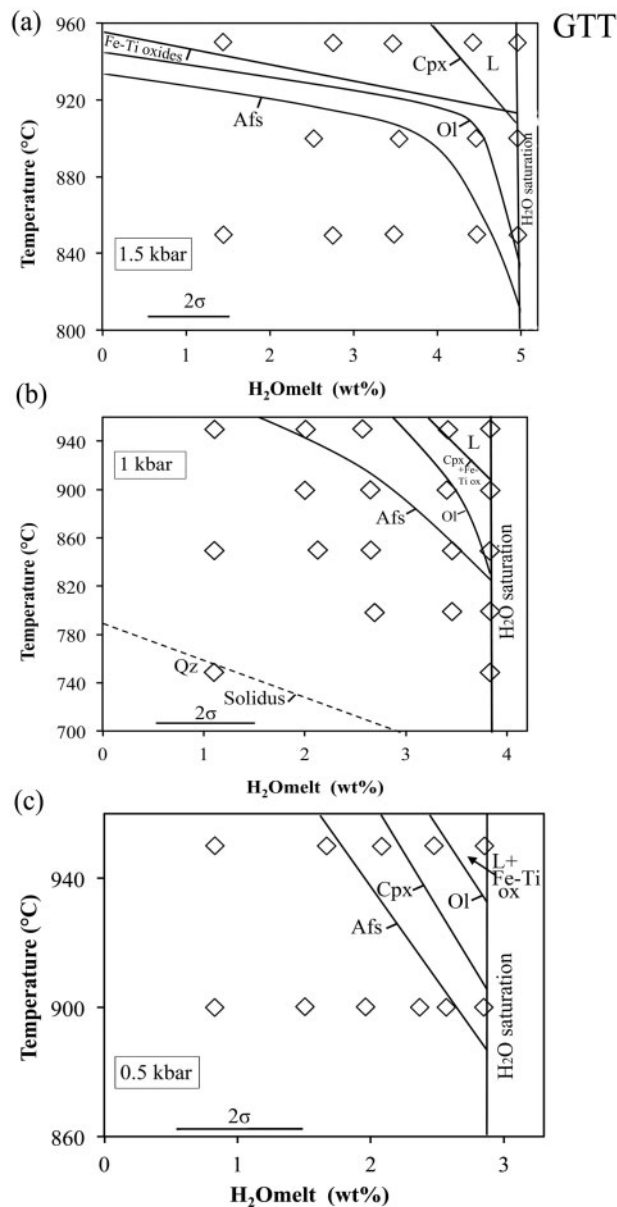 (a)
GTT
960
920
880
840
800
Temperature (°C)
Fe-Ti oxides
Afs
Cpx
L
Ol
H2O saturation
1.5 kbar
2σ
0 1 2 3 4 5
H2Omelt (wt%)
(b)
940
900
860
820
780
740
700
Temperature (°C)
1 kbar
L
Cpx
+Fe-
Ti ox
Ol
Afs
H2O saturation
Qz
Solidus
2σ
0 1 2 3 4
H2Omelt (wt%)
(c)
940
900
860
Temperature (°C)
L+
Fe-Ti
ox
Ol
Cpx
Afs
H2O saturation
0.5 kbar
2σ
0 1 2 3
H2Omelt (wt%)